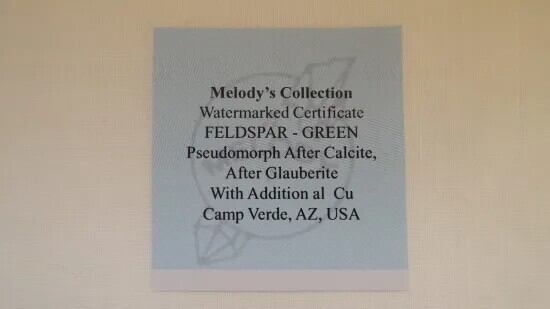 Melody's Collection
Watermarked Certificate
FELDSPAR - GREEN
Pseudomorph After Calcite,
After Glauberite
With Addition al Cu
Camp Verde, AZ, USA